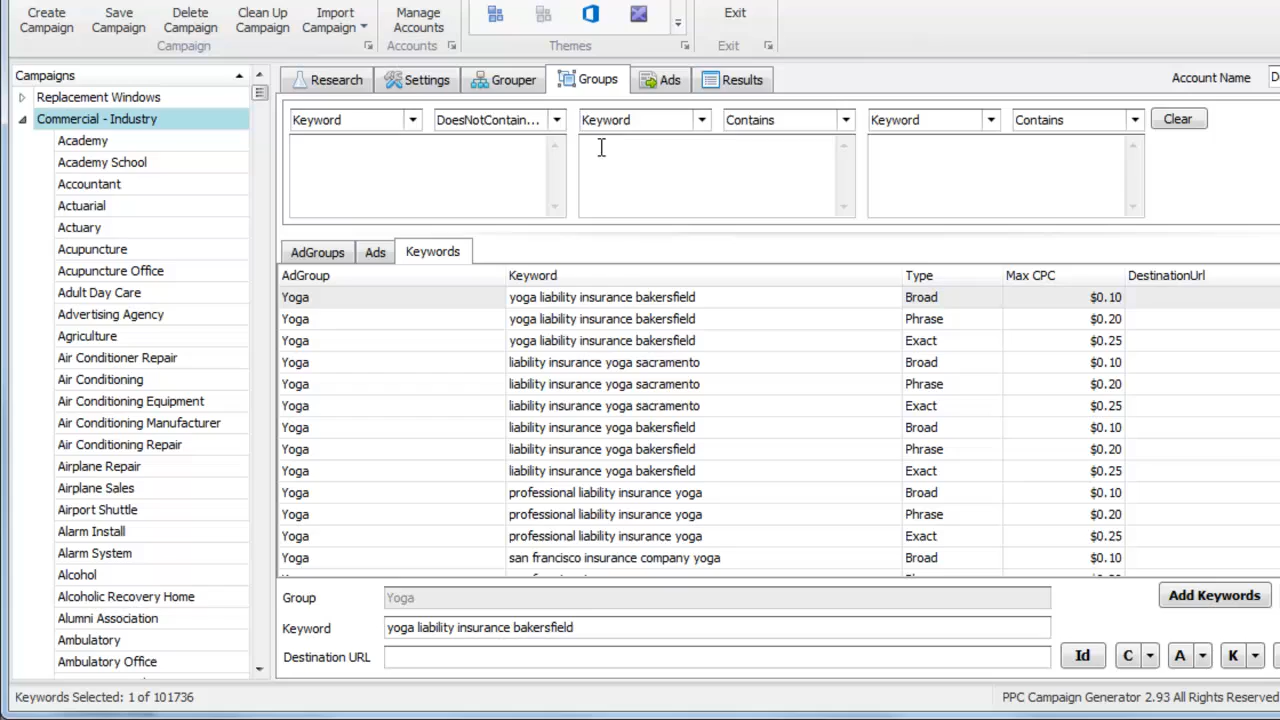 Create Campaign
Save Campaign
Delete Campaign
Clean Up Campaign
Import Campaign
Manage Accounts
Exit
Campaign
Accounts
Themes
Exit
Campaigns
Replacement Windows
Commercial - Industry
Academy
Academy School
Accountant
Actuarial
Actuary
Acupuncture
Acupuncture Office
Adult Day Care
Advertising Agency
Agriculture
Air Conditioner Repair
Air Conditioning
Air Conditioning Equipment
Air Conditioning Manufacturer
Air Conditioning Repair
Airplane Repair
Airplane Sales
Airport Shuttle
Alarm Install
Alarm System
Alcohol
Alcoholic Recovery Home
Alumni Association
Ambulatory
Ambulatory Office
Research Settings Grouper Groups Ads Results Account Name D
Keyword DoesNotContain... Keyword Contains Keyword Contains Clear
AdGroups Ads Keywords
AdGroup Keyword Type Max CPC DestinationUrl
Yoga yoga liability insurance bakersfield Broad $0.10
Yoga yoga liability insurance bakersfield Phrase $0.20
Yoga yoga liability insurance bakersfield Exact $0.25
Yoga liability insurance yoga sacramento Broad $0.10
Yoga liability insurance yoga sacramento Phrase $0.20
Yoga liability insurance yoga sacramento Exact $0.25
Yoga liability insurance yoga bakersfield Broad $0.10
Yoga liability insurance yoga bakersfield Phrase $0.20
Yoga liability insurance yoga bakersfield Exact $0.25
Yoga professional liability insurance yoga Broad $0.10
Yoga professional liability insurance yoga Phrase $0.20
Yoga professional liability insurance yoga Exact $0.25
Yoga san francisco insurance company yoga Broad $0.10
Group Yoga Add Keywords
Keyword yoga liability insurance bakersfield
Destination URL Id C A K
Keywords Selected: 1 of 101736
PPC Campaign Generator 2.93 All Rights Reserved